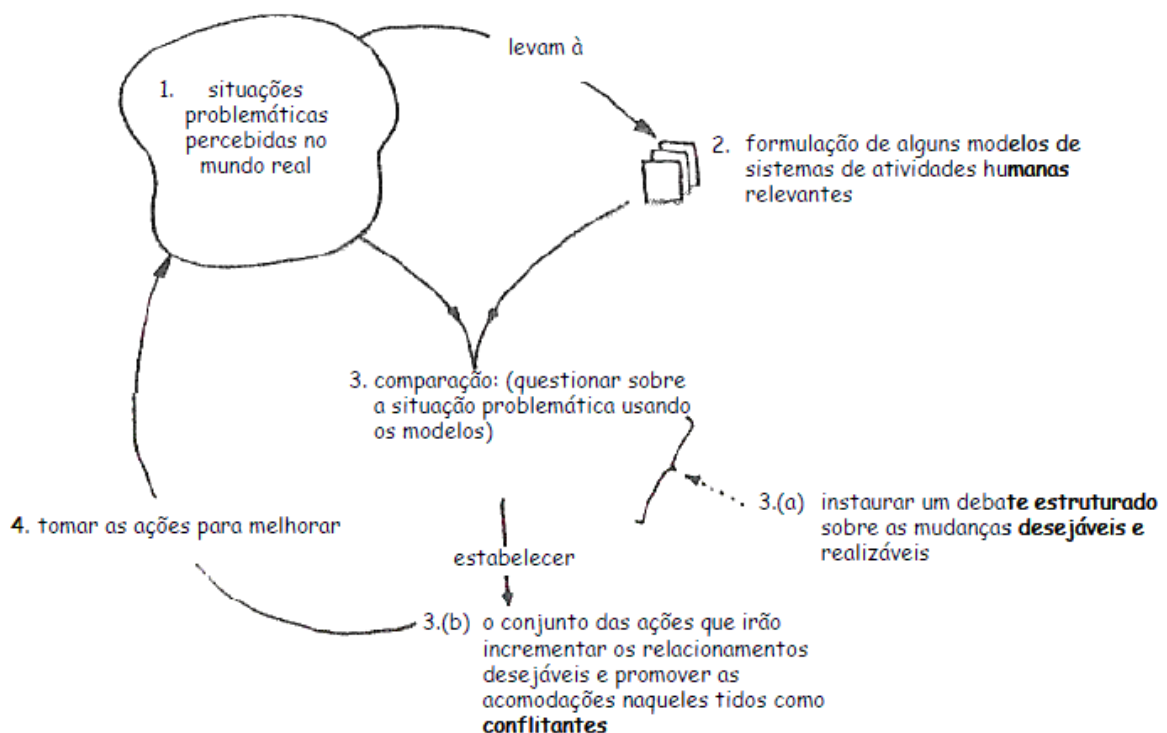 levam à
1. situações
problemáticas
percebidas no
mundo real
2. formulação de alguns modelos de
sistemas de atividades humanas
relevantes
3. comparação: (questionar sobre
a situação problemática usando
os modelos)
3.(a) instaurar um debate estruturado
sobre as mudanças desejáveis e
realizáveis
4. tomar as ações para melhorar
estabelecer
3.(b) o conjunto das ações que irão
incrementar os relacionamentos
desejáveis e promover as
acomodações naqueles tidos como
conflitantes